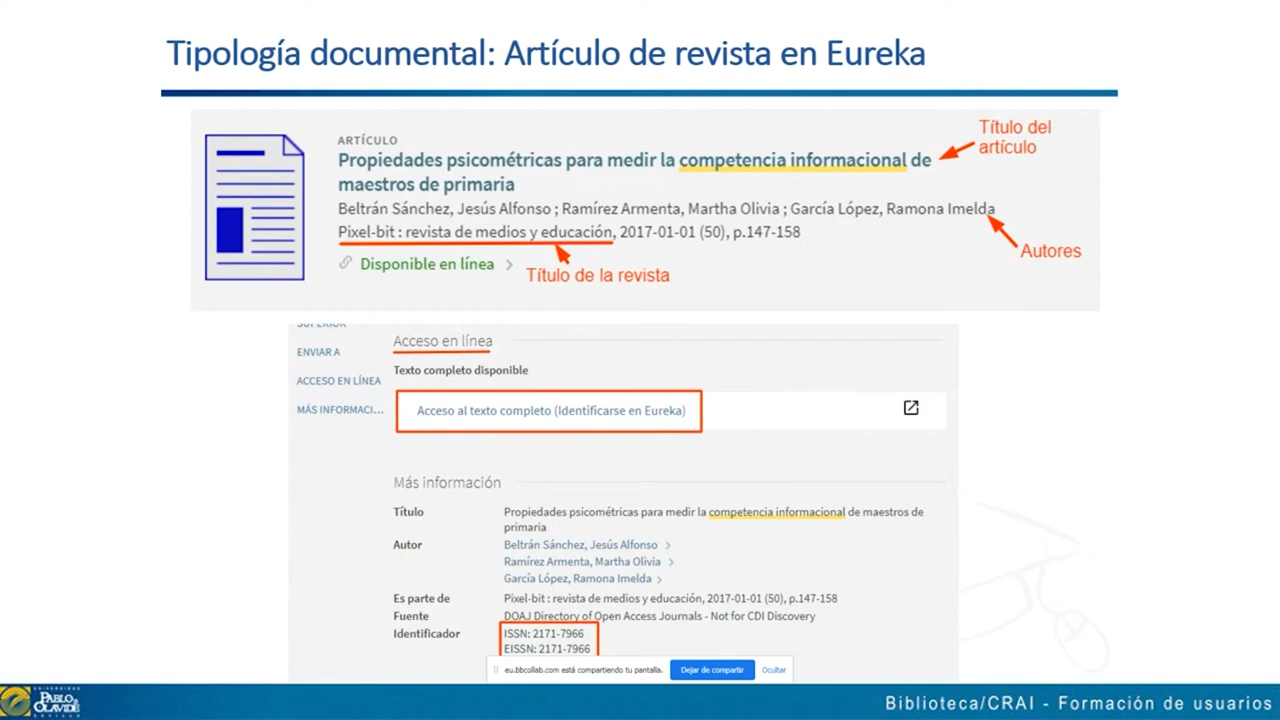 Tipología documental: Artículo de revista en Eureka
ARTÍCULO
Propiedades psicométricas para medir la competencia informacional de
maestros de primaria
Beltrán Sánchez, Jesús Alfonso ; Ramírez Armenta, Martha Olivia ; García López, Ramona Imelda
Pixel-bit : revista de medios y educación, 2017-01-01 (50), p.147-158
Disponible en línea
Título del
artículo
Autores
Título de la revista
SUPERIOR
ENVIAR A
ACCESO EN LÍNEA
MÁS INFORMACI...
Acceso en línea
Texto completo disponible
Acceso al texto completo (Identificarse en Eureka)
Más información
Título Propiedades psicométricas para medir la competencia informacional de maestros de
primaria
Autor Beltrán Sánchez, Jesús Alfonso
Ramírez Armenta, Martha Olivia
García López, Ramona Imelda
Es parte de Pixel-bit : revista de medios y educación, 2017-01-01 (50), p.147-158
Fuente DOAJ Directory of Open Access Journals - Not for CDI Discovery
Identificador ISSN: 2171-7966
EISSN: 2171-7966
eu.bbcollab.com está compartiendo tu pantalla. Dejar de compartir Ocultar
UNIVERSIDAD
PABLO DE
OLAVIDE
SEVILLA
Biblioteca/CRAI - Formación de usuarios